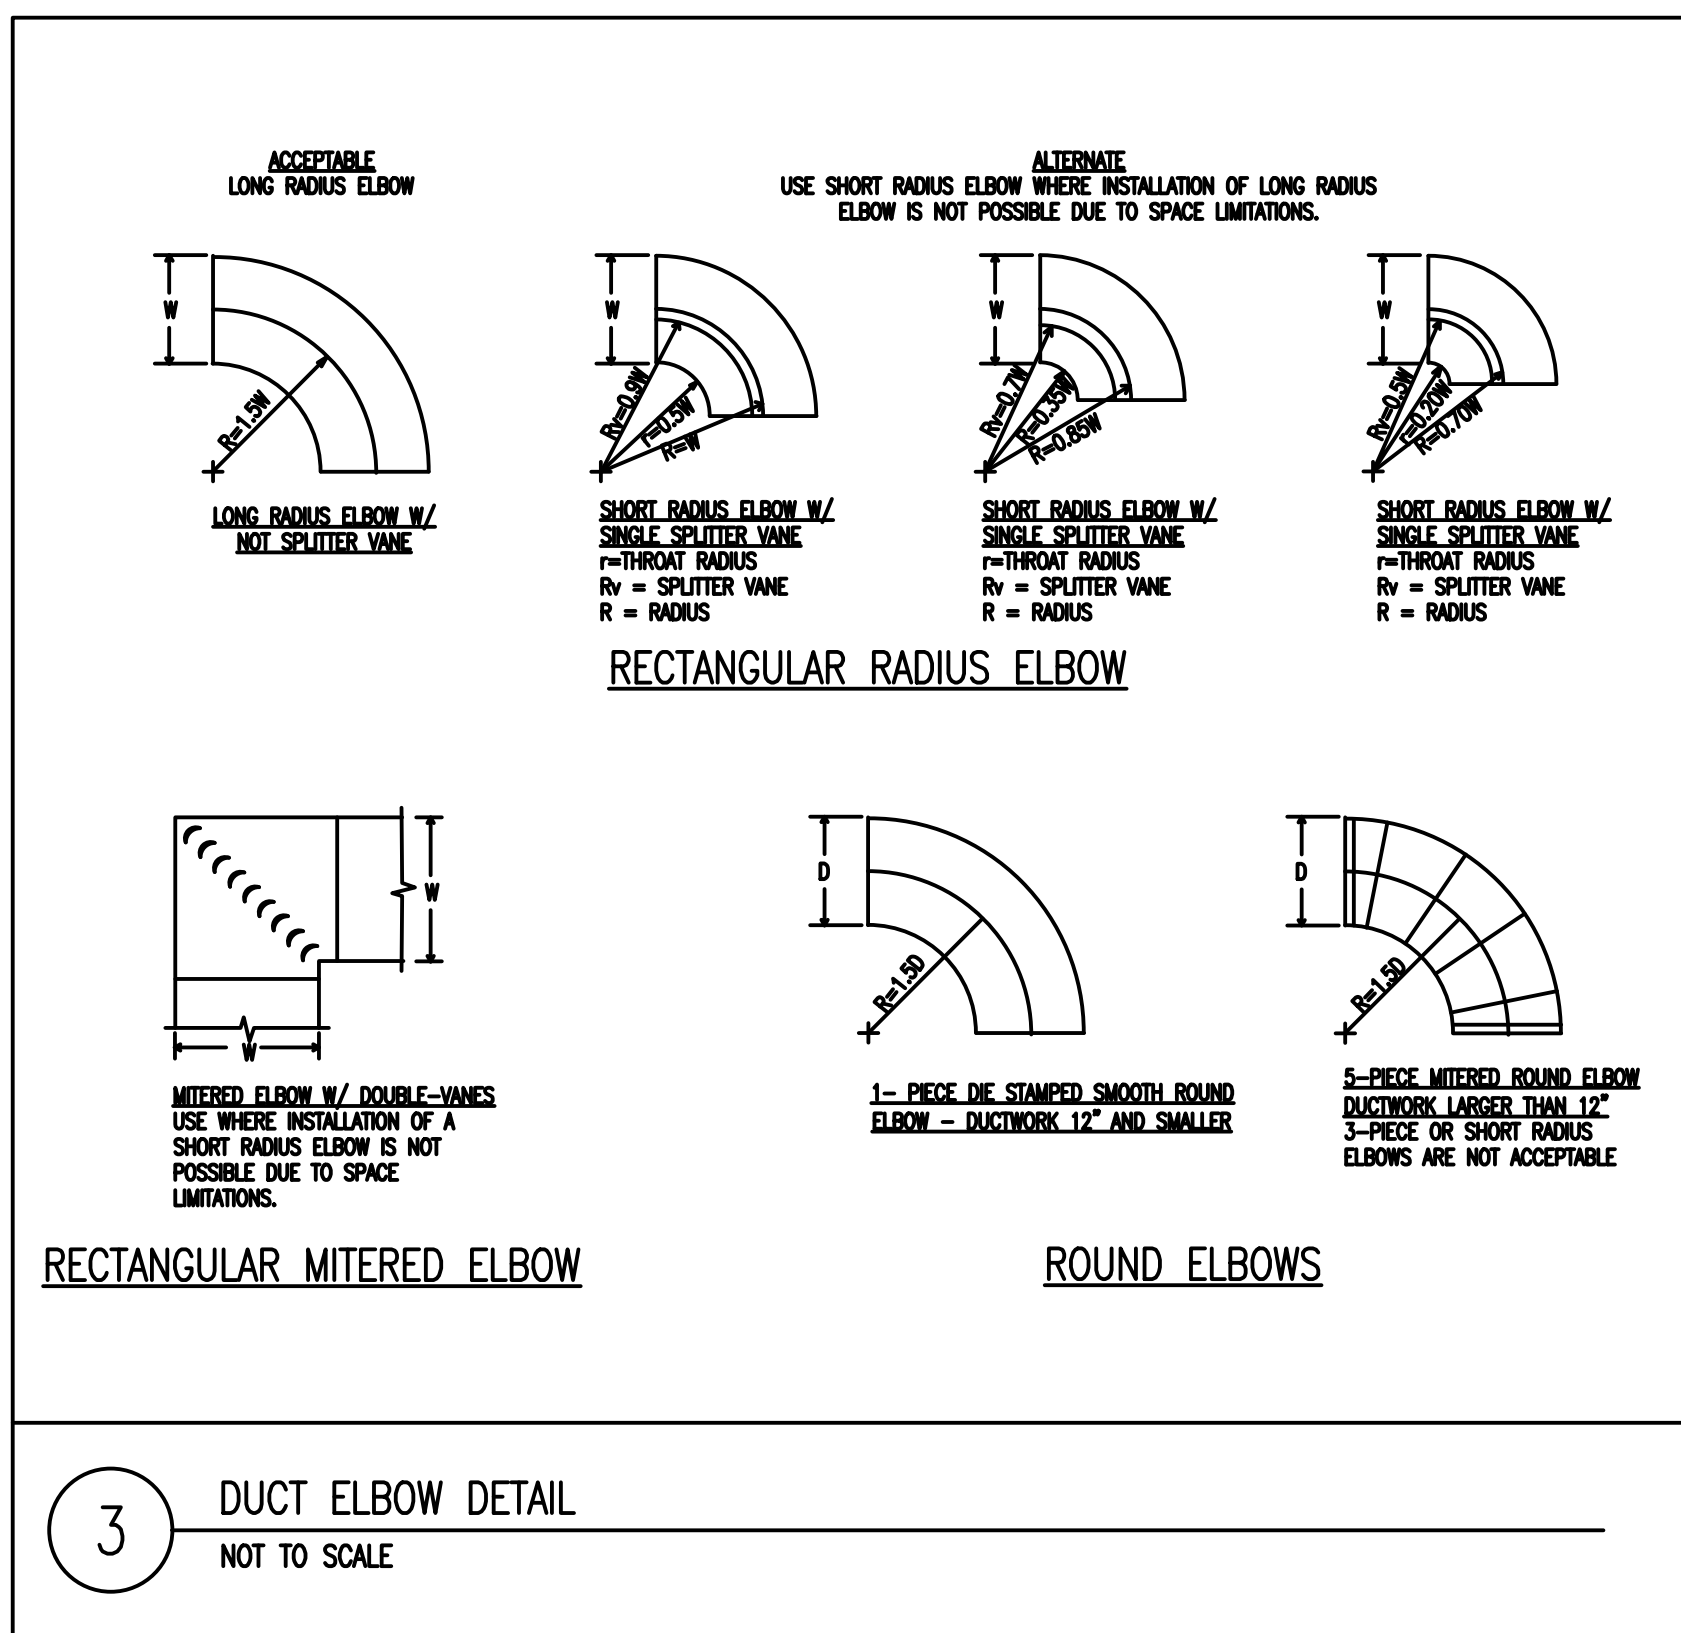 ACCEPTABLE
LONG RADIUS ELBOW
ALTERNATE
USE SHORT RADIUS ELBOW WHERE INSTALLATION OF LONG RADIUS
ELBOW IS NOT POSSIBLE DUE TO SPACE LIMITATIONS.
W
R=1.5W
LONG RADIUS ELBOW W/
NOT SPLITTER VANE
W
Rv=0.9W
r=0.5W
R=W
SHORT RADIUS ELBOW W/
SINGLE SPLITTER VANE
r=THROAT RADIUS
Rv = SPLITTER VANE
R = RADIUS
W
Rv=0.7W
R=0.35W
R=0.85W
SHORT RADIUS ELBOW W/
SINGLE SPLITTER VANE
r=THROAT RADIUS
Rv = SPLITTER VANE
R = RADIUS
W
Rv=0.5W
r=0.20W
R=0.70W
SHORT RADIUS ELBOW W/
SINGLE SPLITTER VANE
r=THROAT RADIUS
Rv = SPLITTER VANE
R = RADIUS
RECTANGULAR RADIUS ELBOW
W
W
MITERED ELBOW W/ DOUBLE-VANES
USE WHERE INSTALLATION OF A
SHORT RADIUS ELBOW IS NOT
POSSIBLE DUE TO SPACE
LIMITATIONS.
RECTANGULAR MITERED ELBOW
D
R=1.5D
1- PIECE DIE STAMPED SMOOTH ROUND
ELBOW - DUCTWORK 12" AND SMALLER
D
R=1.5D
5-PIECE MITERED ROUND ELBOW
DUCTWORK LARGER THAN 12"
3-PIECE OR SHORT RADIUS
ELBOWS ARE NOT ACCEPTABLE
ROUND ELBOWS
3
DUCT ELBOW DETAIL
NOT TO SCALE